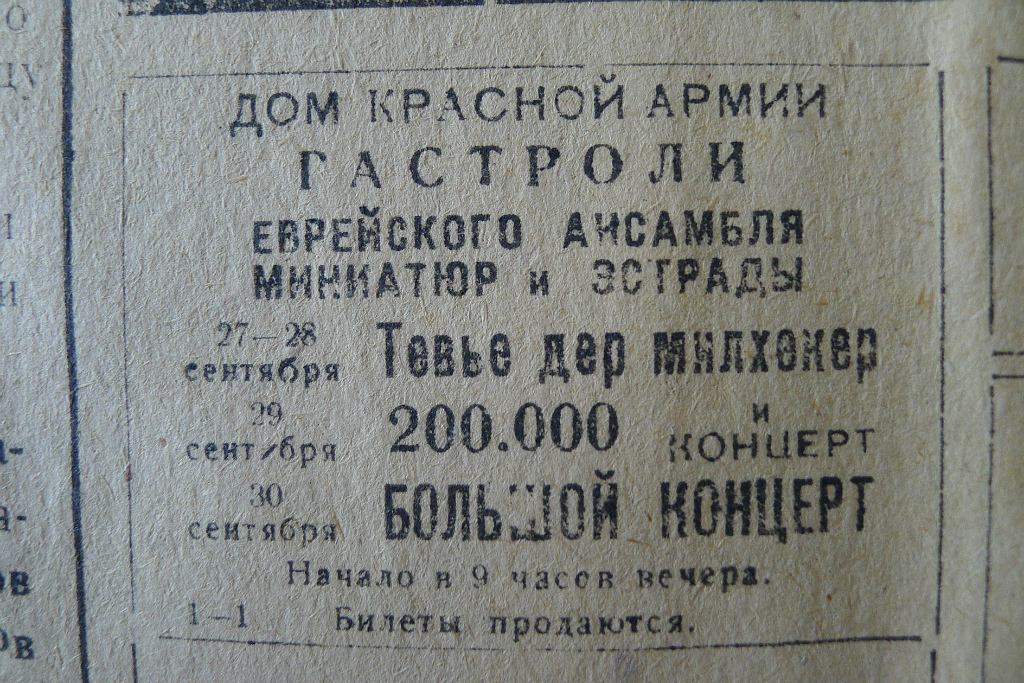 ДОМ КРАСНОЙ АРМИИ
ГАСТРОЛИ
ЕВРЕЙСКОГО АНСАМБЛЯ
МИНИАТЮР и ЭСТРАДЫ
27—28 сентября Тевье дер милхекер
29 сентября 200.000 и КОНЦЕРТ
30 сентября БОЛЬШОЙ КОНЦЕРТ
Начало в 9 часов вечера.
1—1 Билеты продаются.